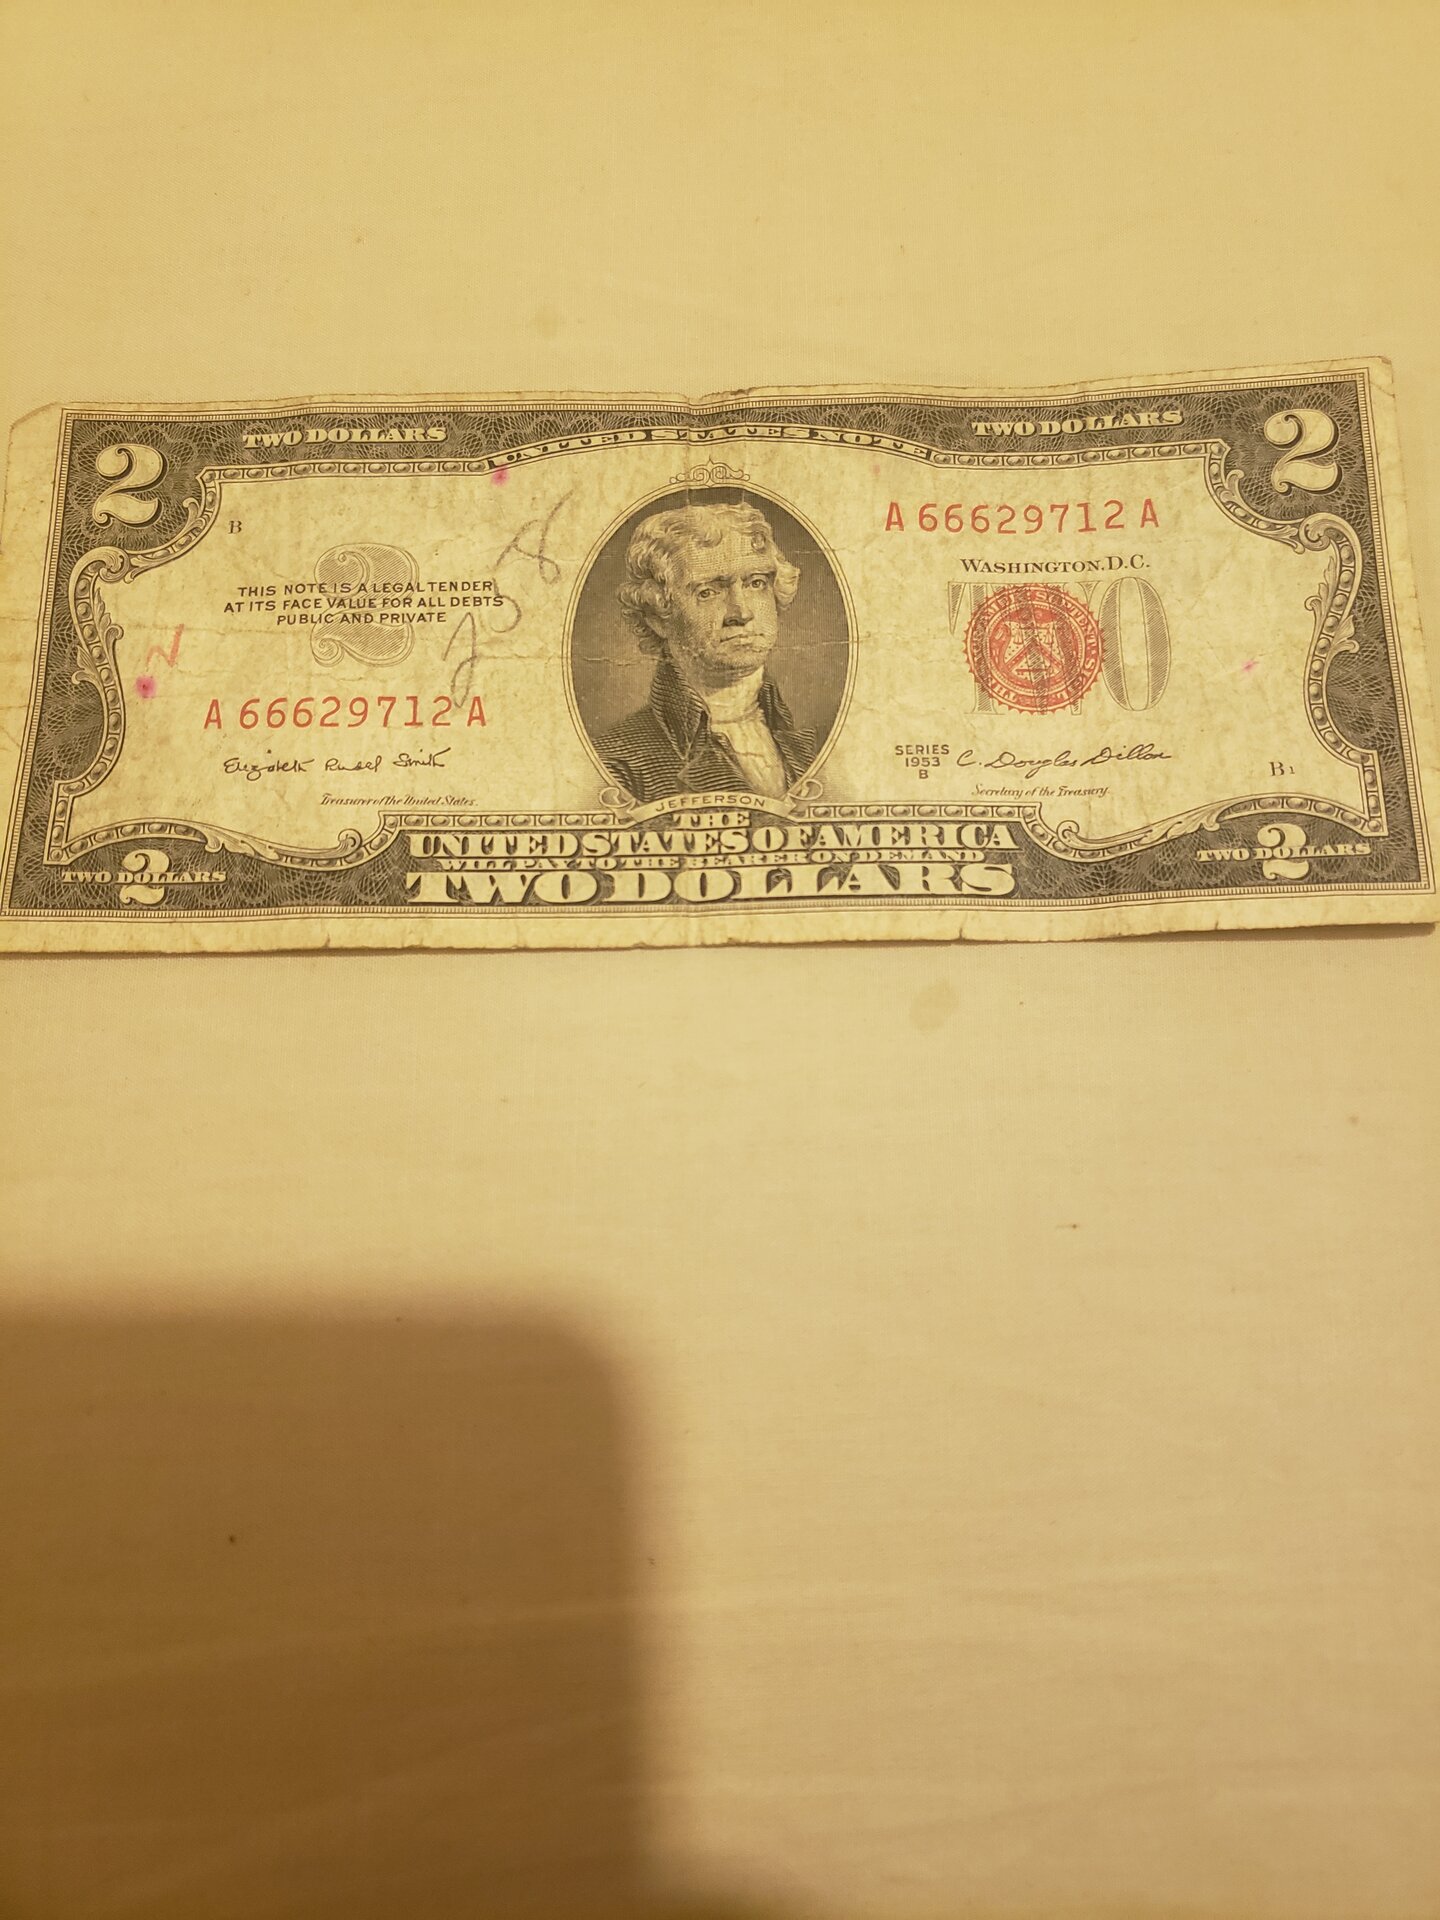 2 TWO DOLLARS UNITED STATES NOTE TWO DOLLARS 2
B
A 66629712 A
WASHINGTON, D.C.
2
THIS NOTE IS A LEGAL TENDER
AT ITS FACE VALUE FOR ALL DEBTS
PUBLIC AND PRIVATE
TWO
A 66629712 A
Elizabeth Rudel Smith
Treasurer of the United States.
SERIES
1953
B
C. Douglas Dillon
Secretary of the Treasury.
B1
JEFFERSON
THE
UNITED STATES OF AMERICA
WILL PAY TO THE BEARER ON DEMAND
TWO DOLLARS
TWO DOLLARS 2
TWO DOLLARS 2